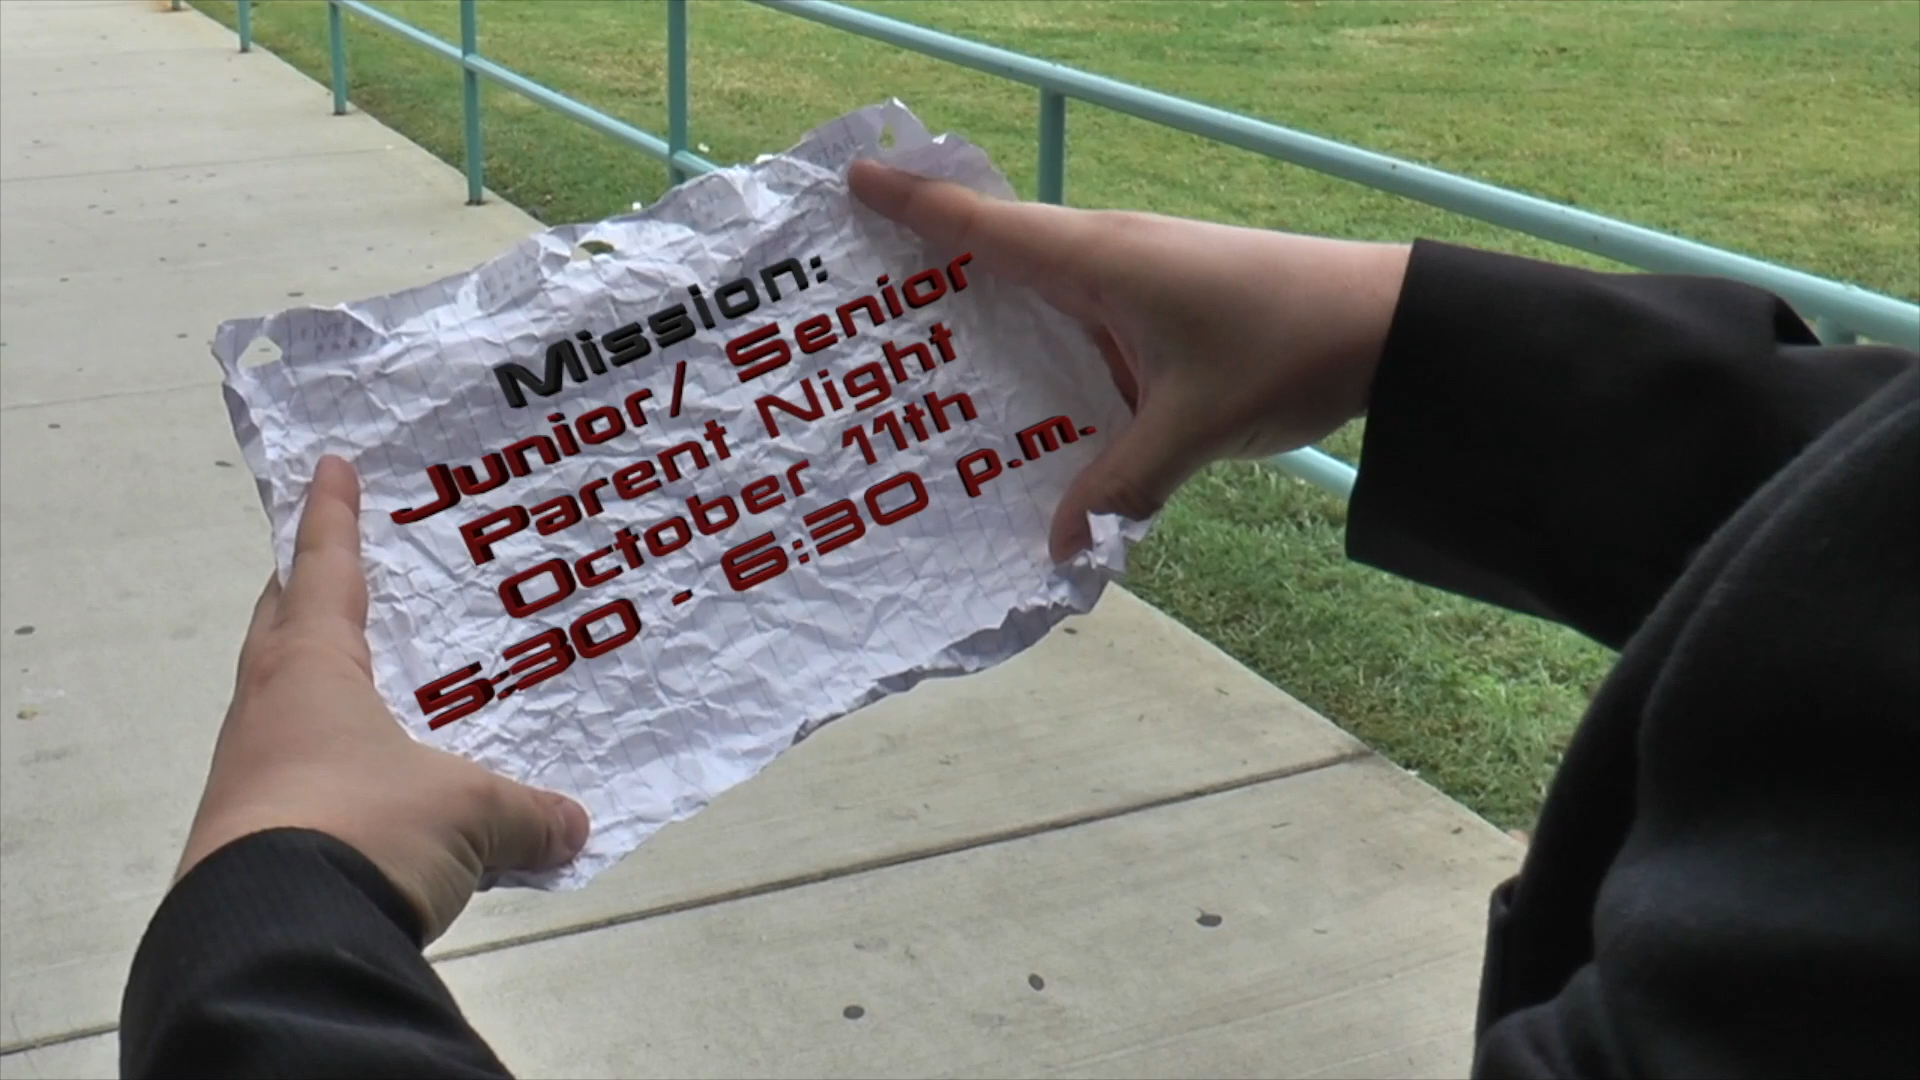 Mission:
Junior/ Senior
Parent Night
October 11th
5:30 - 6:30 p.m.